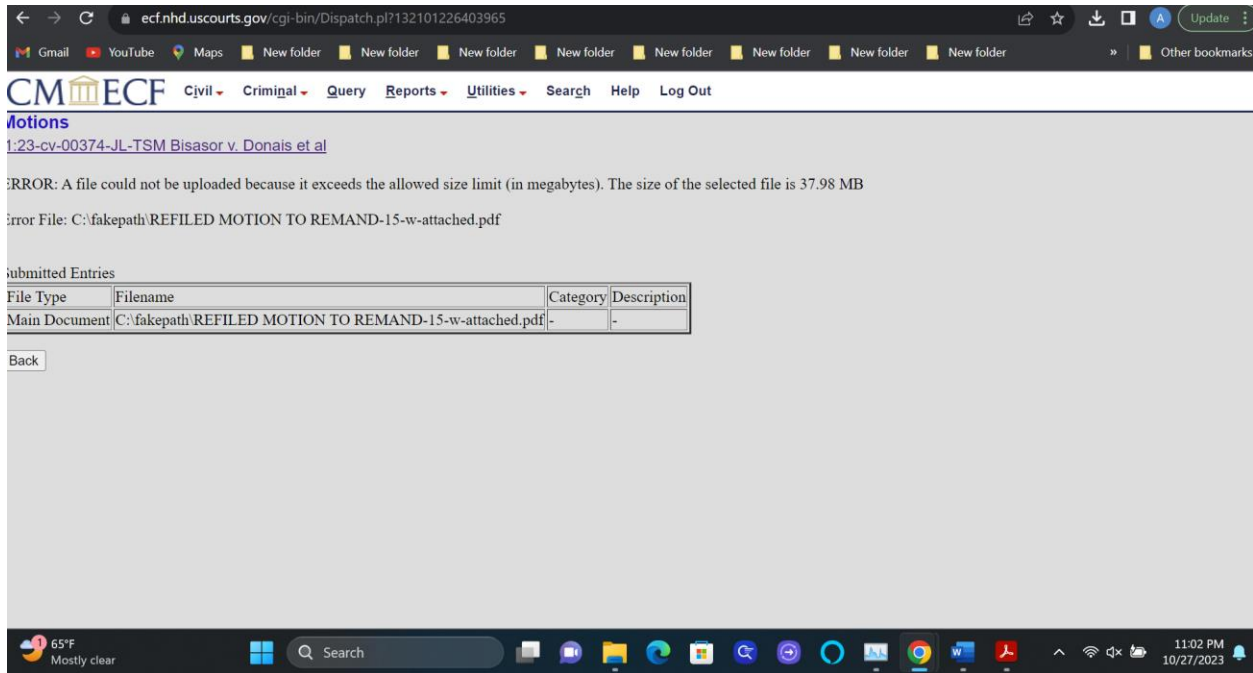 ecf.nhd.uscourts.gov/cgi-bin/Dispatch.pl?132101226403965 A Update
Gmail YouTube Maps New folder New folder New folder New folder New folder New folder New folder New folder » Other bookmarks
CM ECF Civil Criminal Query Reports Utilities Search Help Log Out
Motions
1:23-cv-00374-JL-TSM Bisasor v. Donais et al
ERROR: A file could not be uploaded because it exceeds the allowed size limit (in megabytes). The size of the selected file is 37.98 MB
Error File: C:\fakepath\REFILED MOTION TO REMAND-15-w-attached.pdf
Submitted Entries
File Type Filename Category Description
Main Document C:\fakepath\REFILED MOTION TO REMAND-15-w-attached.pdf - -
Back
1 65°F
Mostly clear
Search
W
11:02 PM
10/27/2023